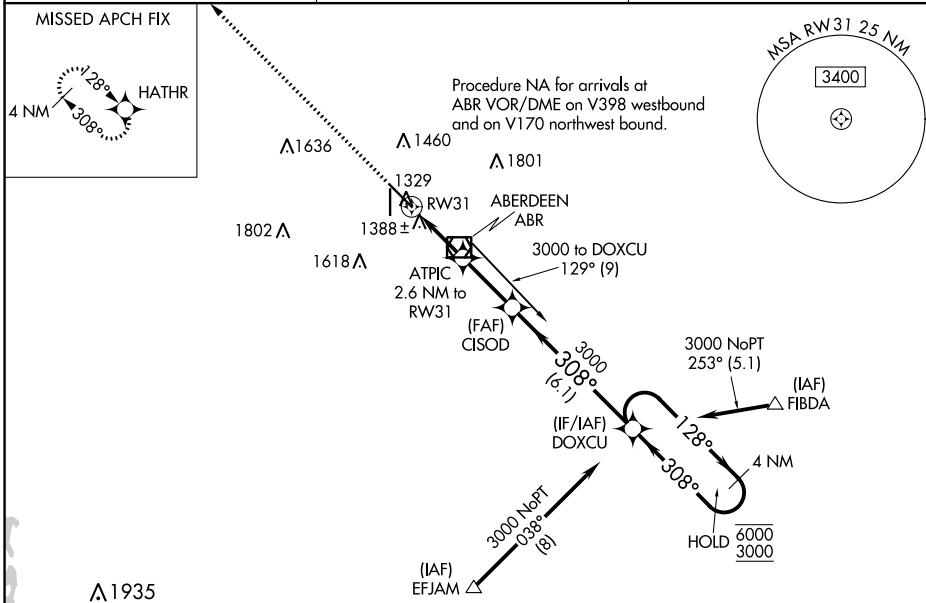 MISSED APCH FIX
128°
HATHR
4 NM
308°
Procedure NA for arrivals at
ABR VOR/DME on V398 westbound
and on V170 northwest bound.
MSA RW31 25 NM
3400
1636
1460
1801
1329
RW31
1388±
1802
1618
ABERDEEN
ABR
3000 to DOXCU
129° (9)
ATPIC
2.6 NM to
RW31
(FAF)
CISOD
3000
308°
(6.1)
3000 NoPT
253° (5.1)
(IAF)
FIBDA
(IF/IAF)
DOXCU
128°
308°
4 NM
HOLD
6000
3000
3000 NoPT
038°
(8)
(IAF)
EFJAM
1935